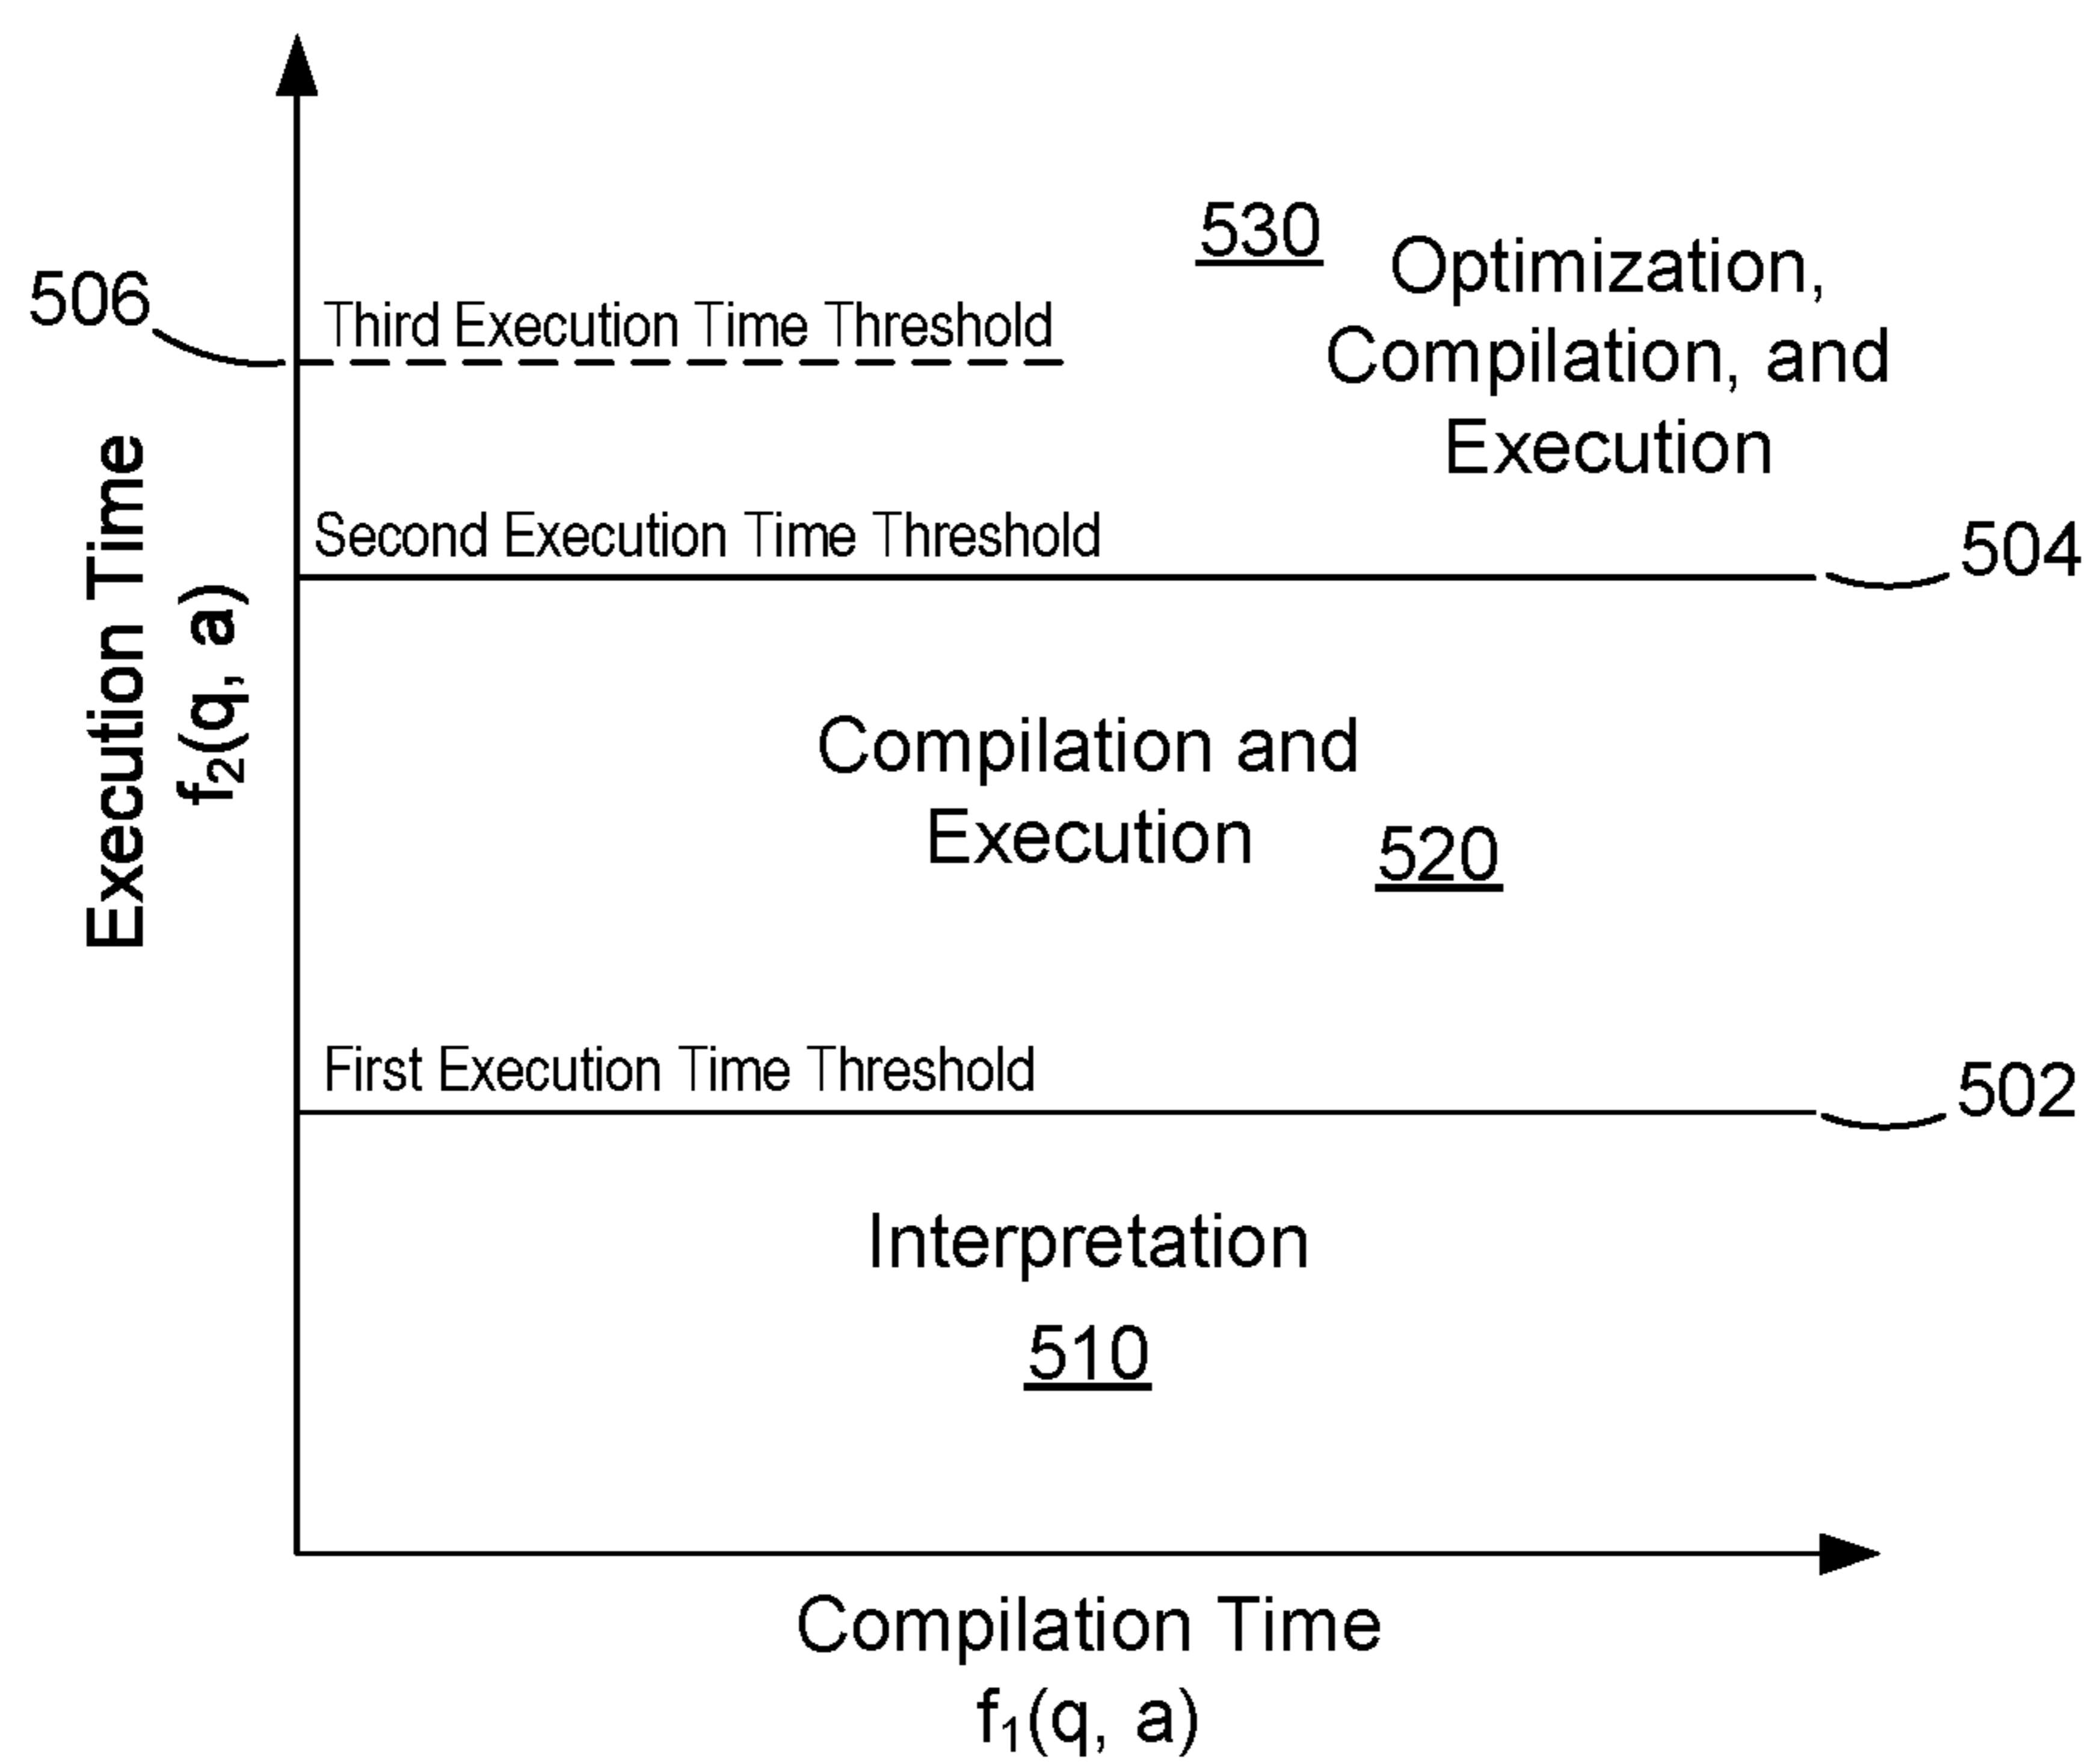 530
Optimization,
Compilation, and
Execution
506
Third Execution Time Threshold
Second Execution Time Threshold
504
Execution Time
f₂(q, a)
Compilation and
Execution
520
First Execution Time Threshold
502
Interpretation
510
Compilation Time
f₁(q, a)